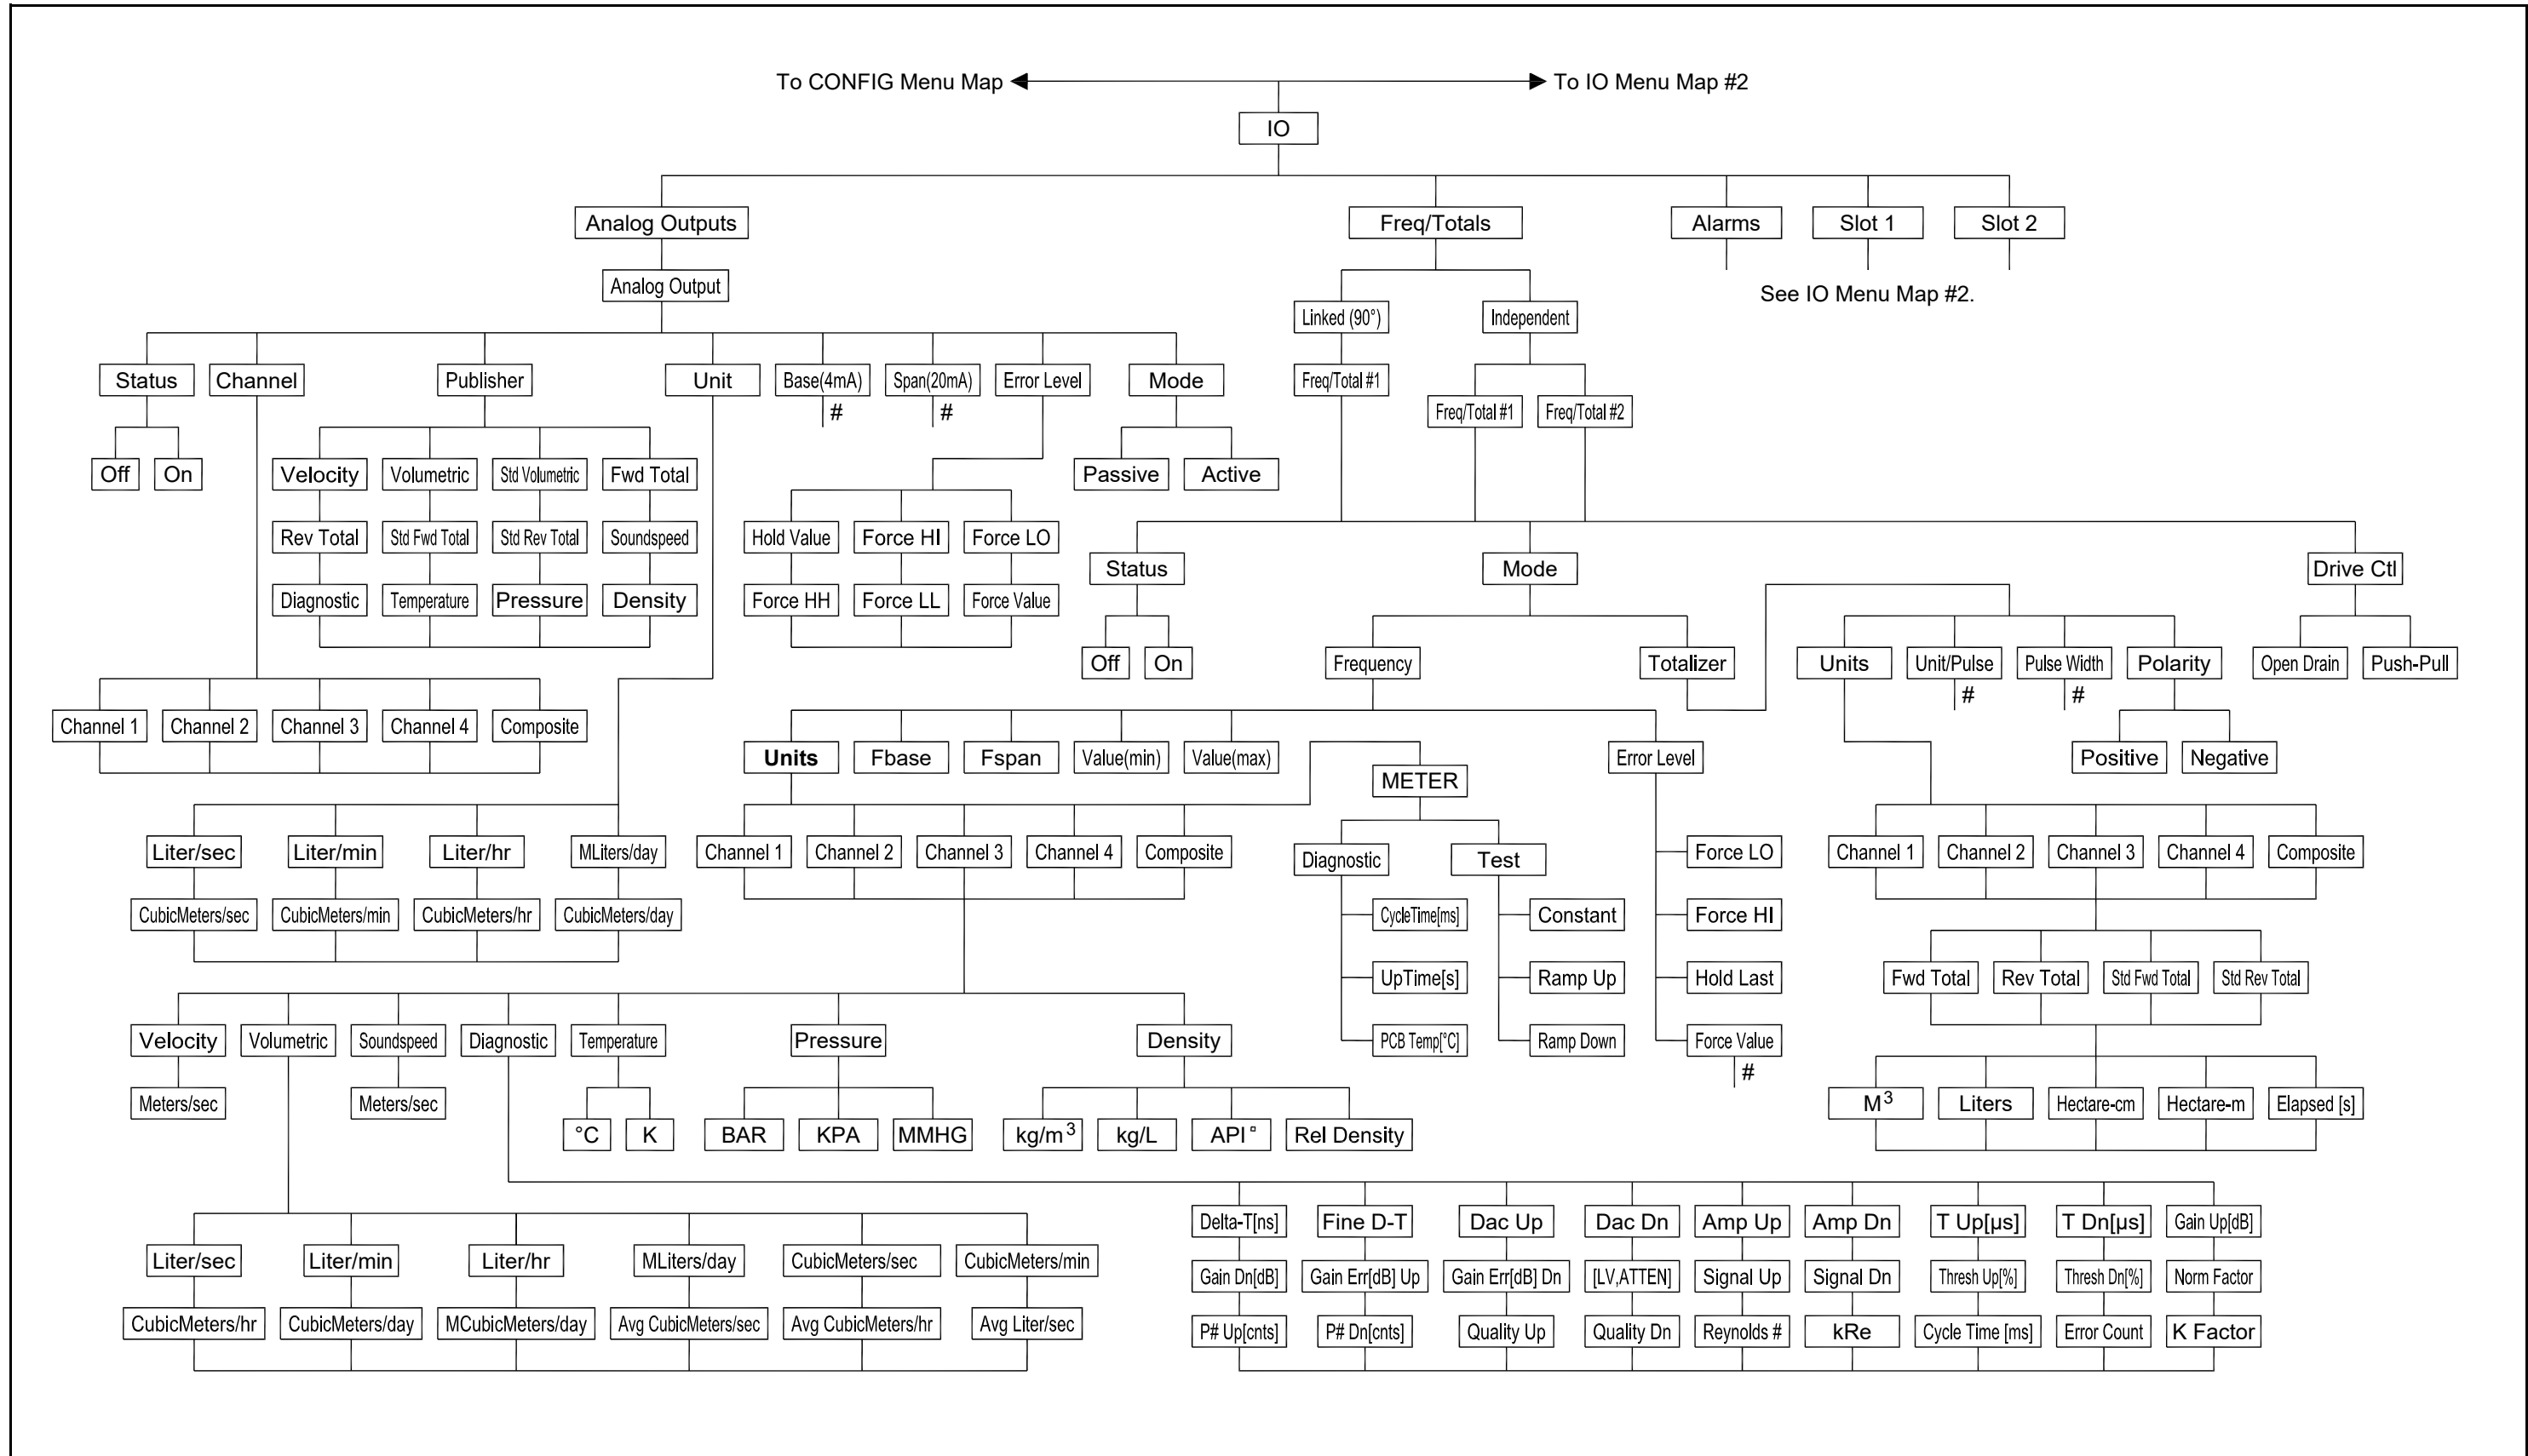 To CONFIG Menu Map
To IO Menu Map #2
IO
Analog Outputs
Freq/Totals
Alarms
Slot 1
Slot 2
See IO Menu Map #2.
Analog Output
Linked (90°)
Independent
Status
Channel
Publisher
Unit
Base(4mA)
Span(20mA)
Error Level
Mode
#
#
Freq/Total #1
Freq/Total #1
Freq/Total #2
Off
On
Velocity
Volumetric
Std Volumetric
Fwd Total
Rev Total
Std Fwd Total
Std Rev Total
Soundspeed
Diagnostic
Temperature
Pressure
Density
Passive
Active
Hold Value
Force HI
Force LO
Force HH
Force LL
Force Value
Channel 1
Channel 2
Channel 3
Channel 4
Composite
Liter/sec
Liter/min
Liter/hr
MLiters/day
CubicMeters/sec
CubicMeters/min
CubicMeters/hr
CubicMeters/day
Status
Mode
Drive Ctl
Off
On
Frequency
Totalizer
Units
Unit/Pulse
Pulse Width
Polarity
#
#
Open Drain
Push-Pull
Positive
Negative
Units
Fbase
Fspan
Value(min)
Value(max)
METER
Error Level
Channel 1
Channel 2
Channel 3
Channel 4
Composite
Diagnostic
Test
CycleTime[ms]
UpTime[s]
PCB Temp[°C]
Constant
Ramp Up
Ramp Down
Force LO
Force HI
Hold Last
Force Value
#
Channel 1
Channel 2
Channel 3
Channel 4
Composite
Fwd Total
Rev Total
Std Fwd Total
Std Rev Total
M³
Liters
Hectare-cm
Hectare-m
Elapsed [s]
Velocity
Volumetric
Soundspeed
Diagnostic
Temperature
Pressure
Density
Meters/sec
Meters/sec
°C
K
BAR
KPA
MMHG
kg/m³
kg/L
API¤
Rel Density
Liter/sec
Liter/min
Liter/hr
MLiters/day
CubicMeters/sec
CubicMeters/min
CubicMeters/hr
CubicMeters/day
MCubicMeters/day
Avg CubicMeters/sec
Avg CubicMeters/hr
Avg Liter/sec
Delta-T[ns]
Fine D-T
Dac Up
Dac Dn
Amp Up
Amp Dn
T Up[µs]
T Dn[µs]
Gain Up[dB]
Gain Dn[dB]
Gain Err[dB] Up
Gain Err[dB] Dn
[LV,ATTEN]
Signal Up
Signal Dn
Thresh Up[%]
Thresh Dn[%]
Norm Factor
P# Up[cnts]
P# Dn[cnts]
Quality Up
Quality Dn
Reynolds #
kRe
Cycle Time [ms]
Error Count
K Factor